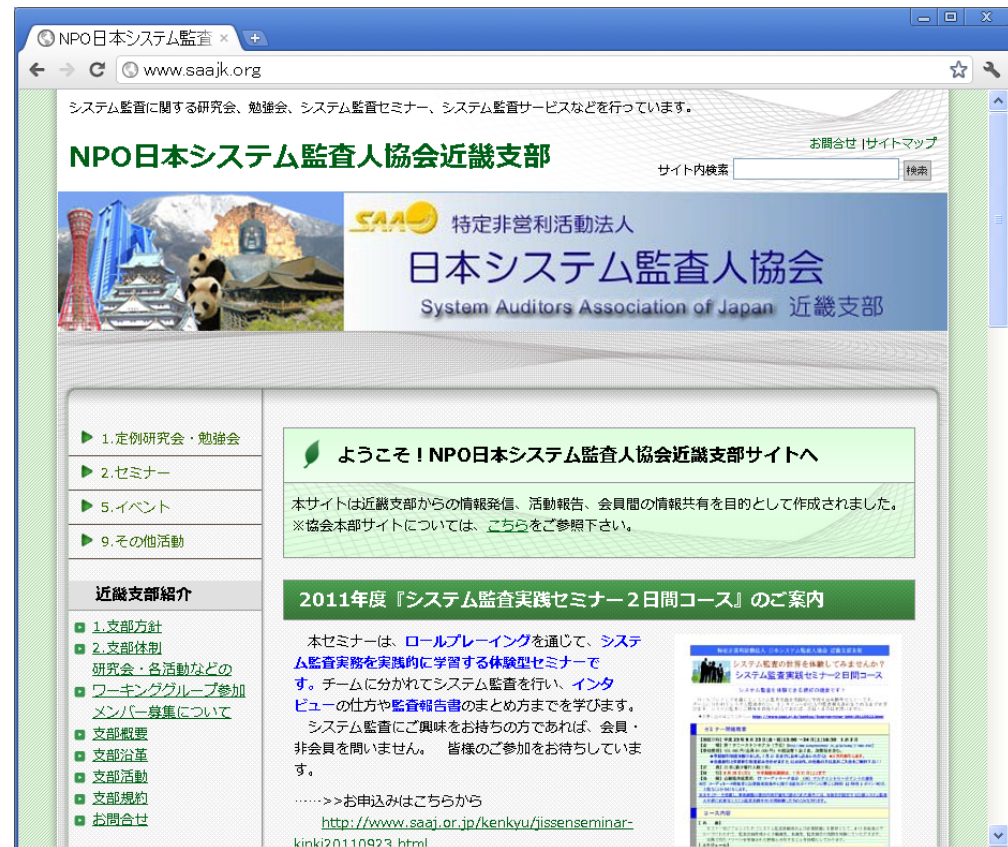 NPO日本システム監査
www.saajk.org
システム監査に関する研究会、勉強会、システム監査セミナー、システム監査サービスなどを行っています。
お問合せ |サイトマップ
NPO日本システム監査人協会近畿支部
サイト内検索
検索
SAAJ 特定非営利活動法人
日本システム監査人協会
System Auditors Association of Japan 近畿支部
1.定例研究会・勉強会
2.セミナー
5.イベント
9.その他活動
近畿支部紹介
1.支部方針
2.支部体制
研究会・各活動などの
ワーキンググループ参加
メンバー募集について
支部概要
支部沿革
支部活動
支部規約
お問合せ
ようこそ!NPO日本システム監査人協会近畿支部サイトへ
本サイトは近畿支部からの情報発信、活動報告、会員間の情報共有を目的として作成されました。
※協会本部サイトについては、こちらをご参照下さい。
2011年度『システム監査実践セミナー2日間コース』のご案内
本セミナーは、ロールプレーイングを通じて、システ
ム監査実務を実践的に学習する体験型セミナーで
す。チームに分かれてシステム監査を行い、インタ
ビューの仕方や監査報告書のまとめ方までを学びます。
システム監査にご興味をお持ちの方であれば、会員・
非会員を問いません。 皆様のご参加をお待ちしていま
す。
……>>お申込みはこちらから
http://www.saaj.or.jp/kenkyu/jissenseminar-
kinki20110923.html
システム監査の世界を体験してみませんか?
システム監査実践セミナー2日間コース
セミナー開催概要
コース内容